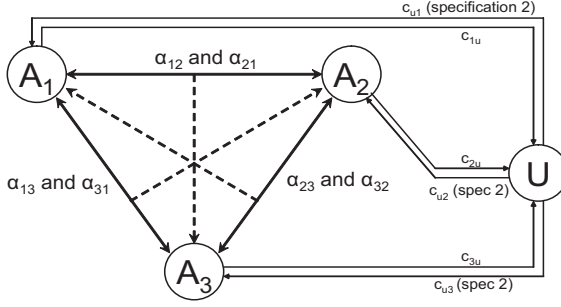 c_u1 (specification 2)
c_1u
A_1
α_12 and α_21
A_2
α_13 and α_31
α_23 and α_32
c_2u
c_u2 (spec 2)
U
A_3
c_3u
c_u3 (spec 2)